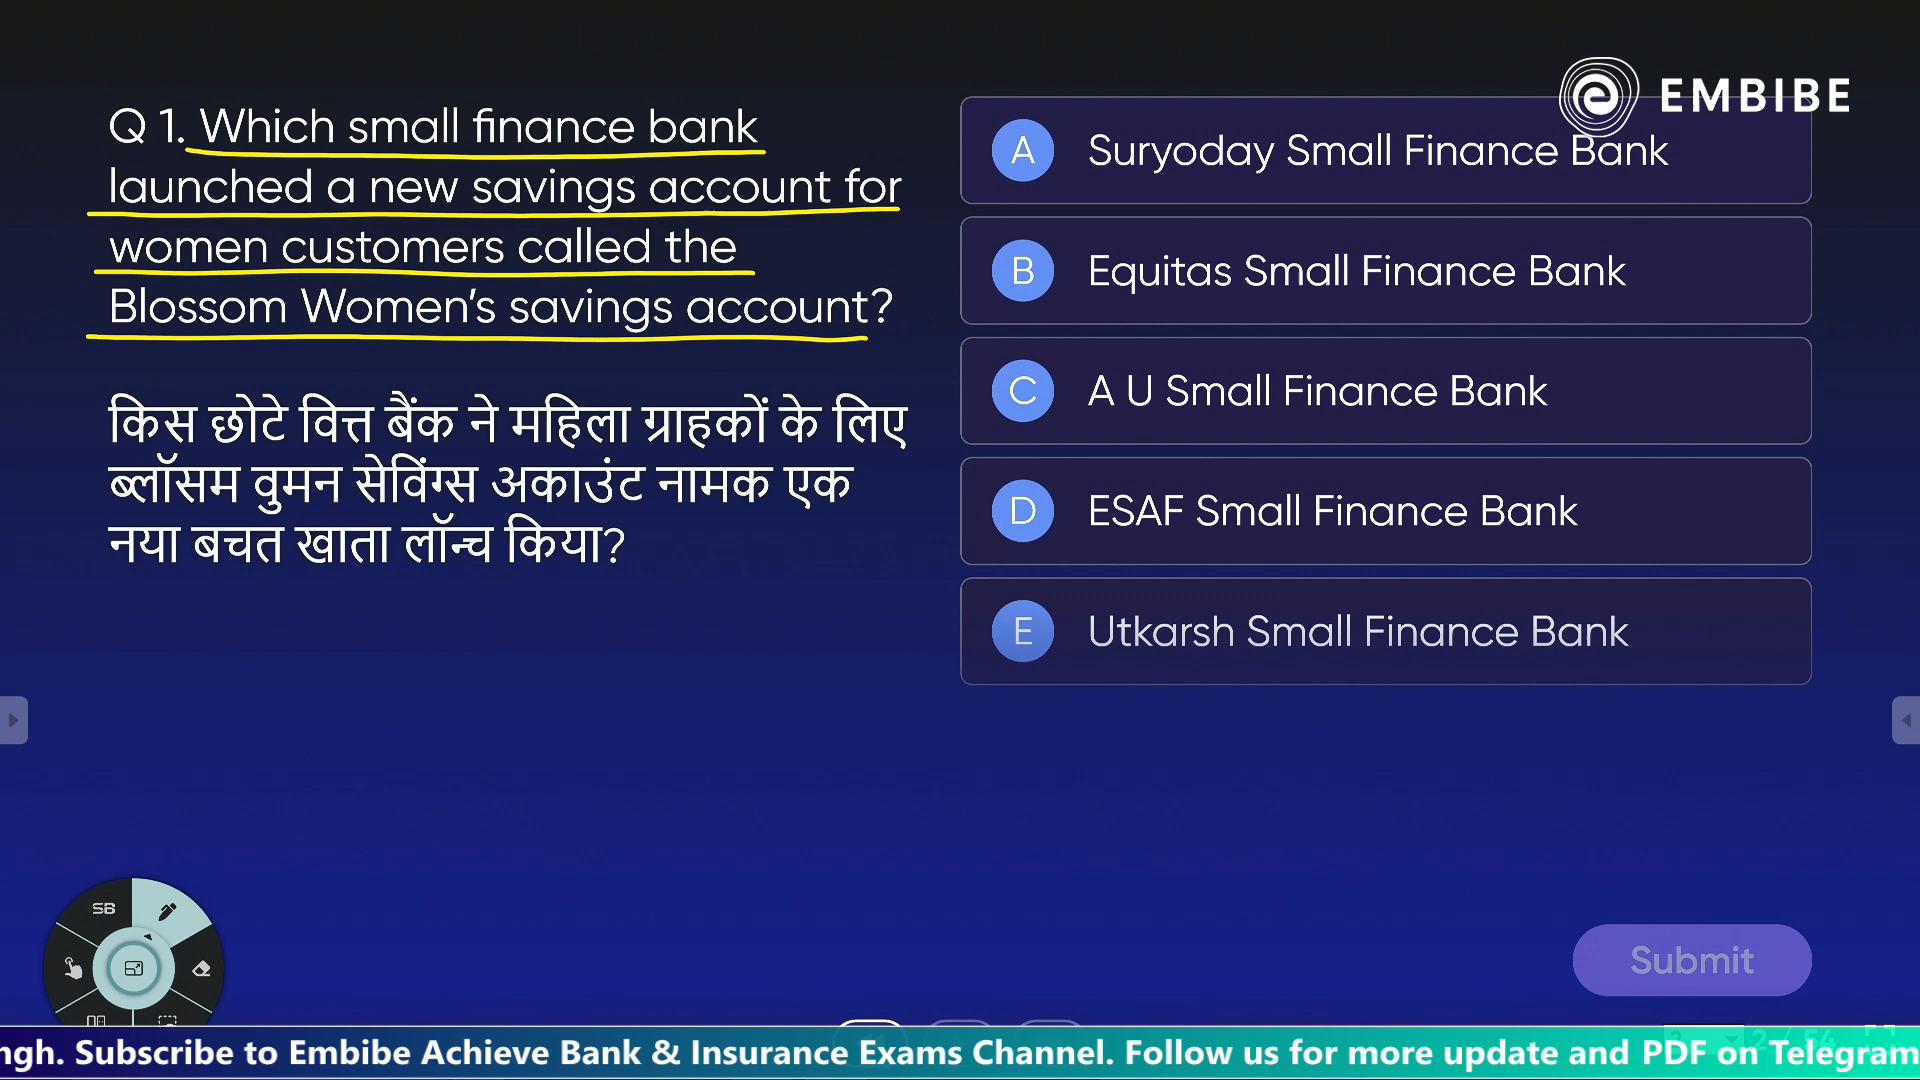 EMBIBE
Q 1. Which small finance bank
launched a new savings account for
women customers called the
Blossom Women's savings account?
किस छोटे वित्त बैंक ने महिला ग्राहकों के लिए
ब्लॉसम वुमन सेविंग्स अकाउंट नामक एक
नया बचत खाता लॉन्च किया?
A Suryoday Small Finance Bank
B Equitas Small Finance Bank
C A U Small Finance Bank
D ESAF Small Finance Bank
E Utkarsh Small Finance Bank
SB
Submit
ngh. Subscribe to Embibe Achieve Bank & Insurance Exams Channel. Follow us for more update and PDF on Telegram